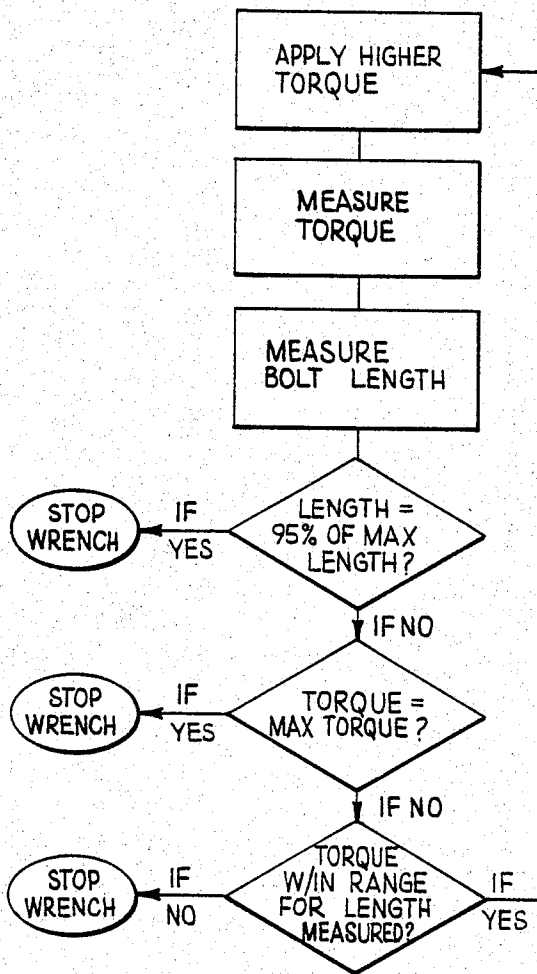 APPLY HIGHER
TORQUE
MEASURE
TORQUE
MEASURE
BOLT LENGTH
LENGTH =
95% OF MAX
LENGTH?
IF
YES
STOP
WRENCH
IF NO
TORQUE =
MAX TORQUE?
IF
YES
STOP
WRENCH
IF NO
TORQUE
W/IN RANGE
FOR LENGTH
MEASURED?
IF
NO
STOP
WRENCH
IF
YES